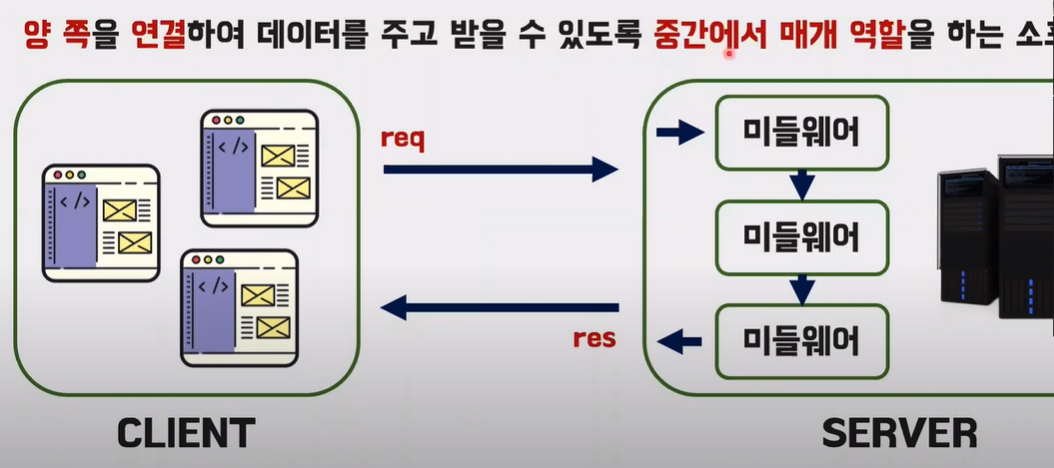 양 쪽을 연결하여 데이터를 주고 받을 수 있도록 중간에서 매개 역할을 하는
req
res
</>
</>
</>
CLIENT
미들웨어
미들웨어
미들웨어
SERVER